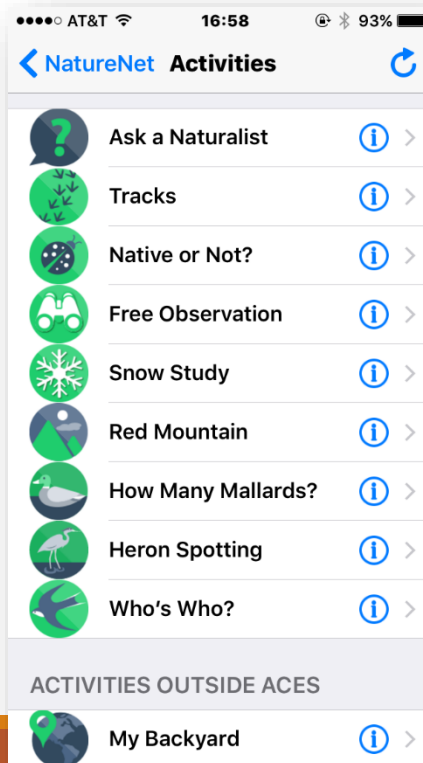 AT&T 16:58 93%
NatureNet Activities
Ask a Naturalist
Tracks
Native or Not?
Free Observation
Snow Study
Red Mountain
How Many Mallards?
Heron Spotting
Who's Who?
ACTIVITIES OUTSIDE ACES
My Backyard